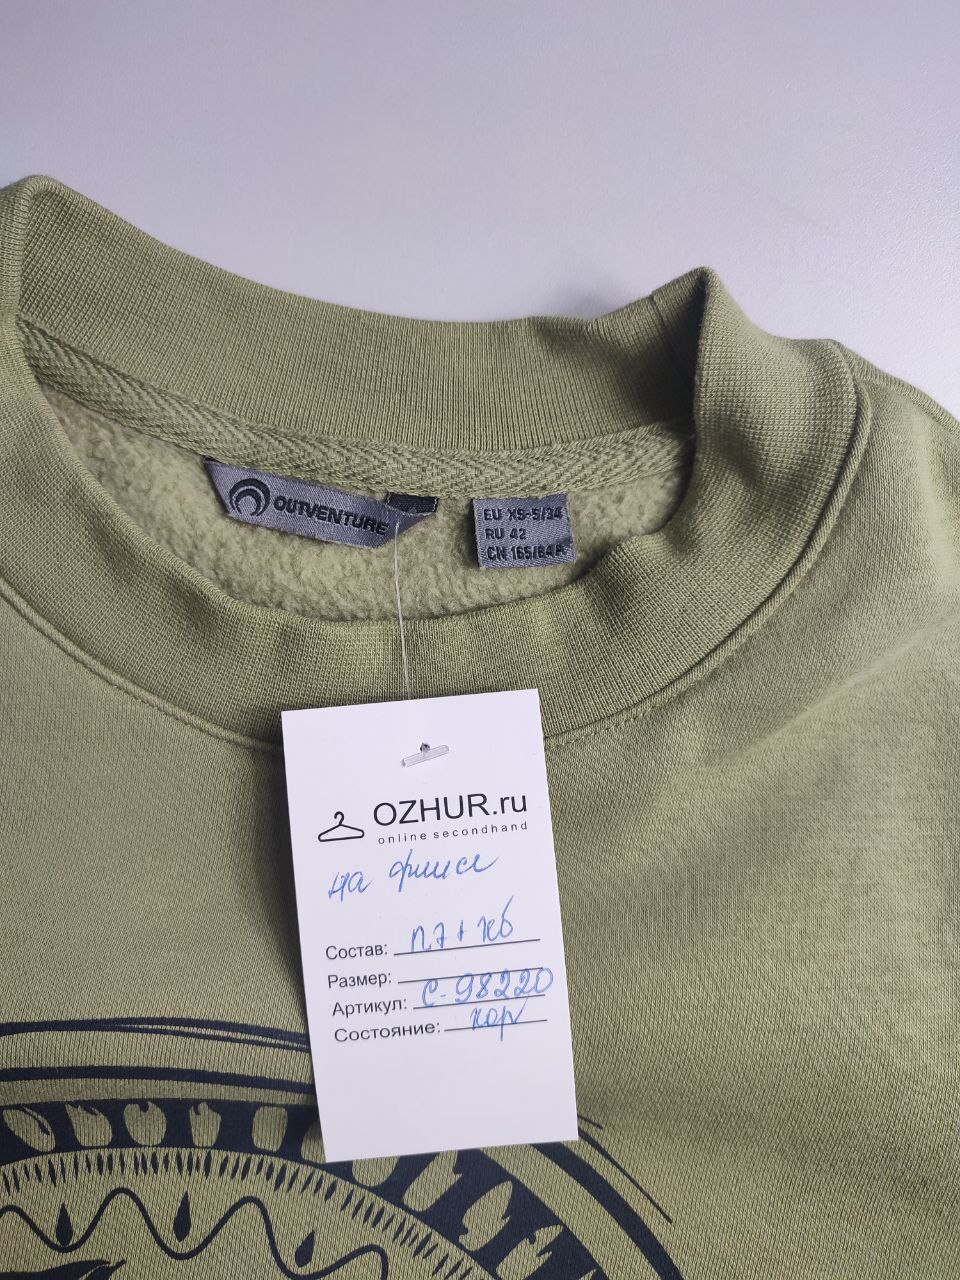 OUTVENTURE
EU XS-S/34
RU 42
CN 165/84A
OZHUR.ru
online secondhand
на флисе
Состав: п.э + хб
Размер:
Артикул: С-98220
Состояние: хор